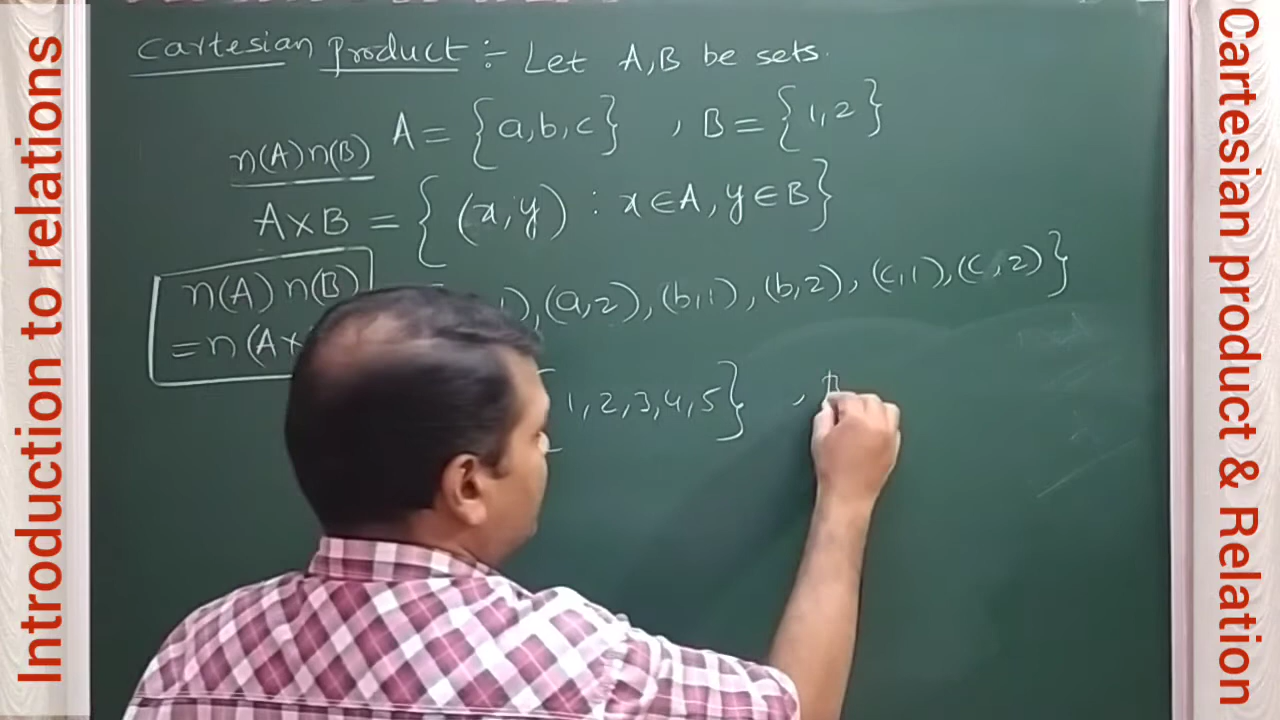 Introduction to relations
Cartesian product :- Let A,B be sets.
A = {a,b,c} , B = {1,2}
n(A) n(B)
A×B = { (x,y) : x∈A, y∈B}
n(A) n(B)
= n(A×
1),(a,2),(b,1),(b,2),(c,1),(c,2)}
1,2,3,4,5} , B
Cartesian product & Relation